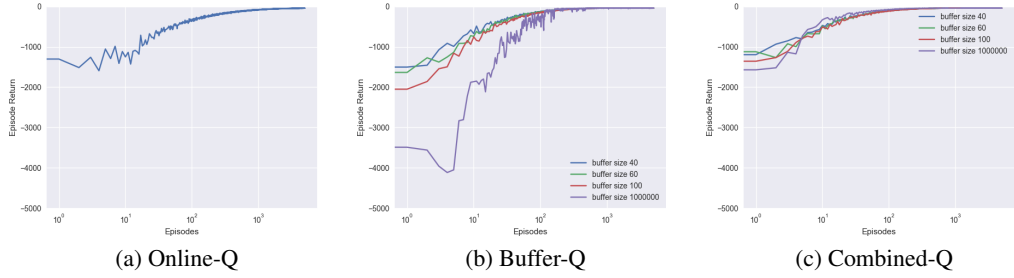 0
−1000
−2000
−3000
−4000
−5000
Episode Return
10^0
10^1
10^2
10^3
Episodes
(a) Online-Q
0
−1000
−2000
−3000
−4000
−5000
Episode Return
buffer size 40
buffer size 60
buffer size 100
buffer size 1000000
10^0
10^1
10^2
10^3
Episodes
(b) Buffer-Q
0
−1000
−2000
−3000
−4000
−5000
Episode Return
buffer size 40
buffer size 60
buffer size 100
buffer size 1000000
10^0
10^1
10^2
10^3
Episodes
(c) Combined-Q